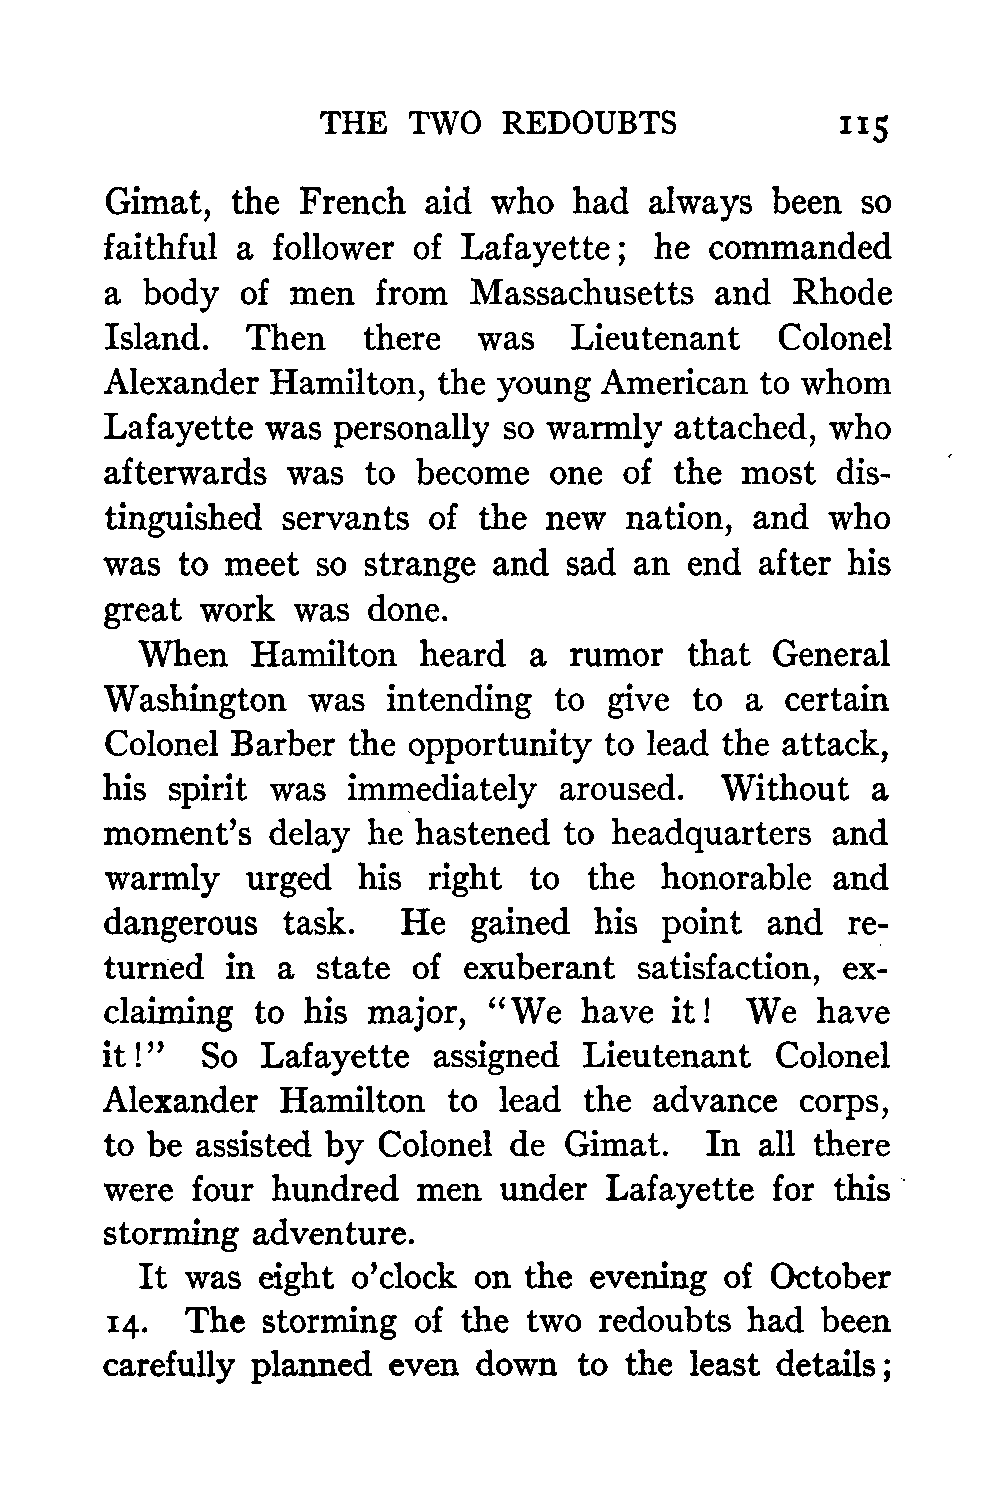 THE TWO REDOUBTS 115
Gimat, the French aid who had always been so
faithful a follower of Lafayette; he commanded
a body of men from Massachusetts and Rhode
Island. Then there was Lieutenant Colonel
Alexander Hamilton, the young American to whom
Lafayette was personally so warmly attached, who
afterwards was to become one of the most dis-
tinguished servants of the new nation, and who
was to meet so strange and sad an end after his
great work was done.
When Hamilton heard a rumor that General
Washington was intending to give to a certain
Colonel Barber the opportunity to lead the attack,
his spirit was immediately aroused. Without a
moment's delay he hastened to headquarters and
warmly urged his right to the honorable and
dangerous task. He gained his point and re-
turned in a state of exuberant satisfaction, ex-
claiming to his major, "We have it! We have
it!" So Lafayette assigned Lieutenant Colonel
Alexander Hamilton to lead the advance corps,
to be assisted by Colonel de Gimat. In all there
were four hundred men under Lafayette for this
storming adventure.
It was eight o'clock on the evening of October
14. The storming of the two redoubts had been
carefully planned even down to the least details;